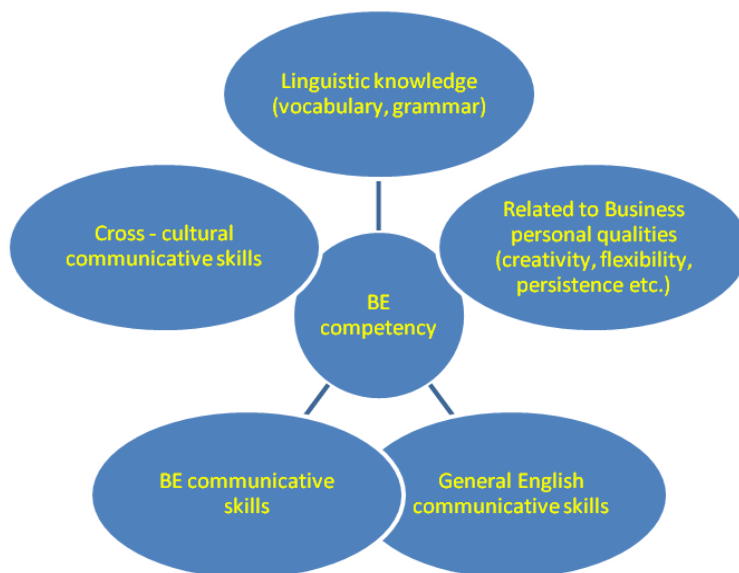 Linguistic knowledge
(vocabulary, grammar)
Cross - cultural
communicative skills
Related to Business
personal qualities
(creativity, flexibility,
persistence etc.)
BE
competency
BE communicative
skills
General English
communicative skills